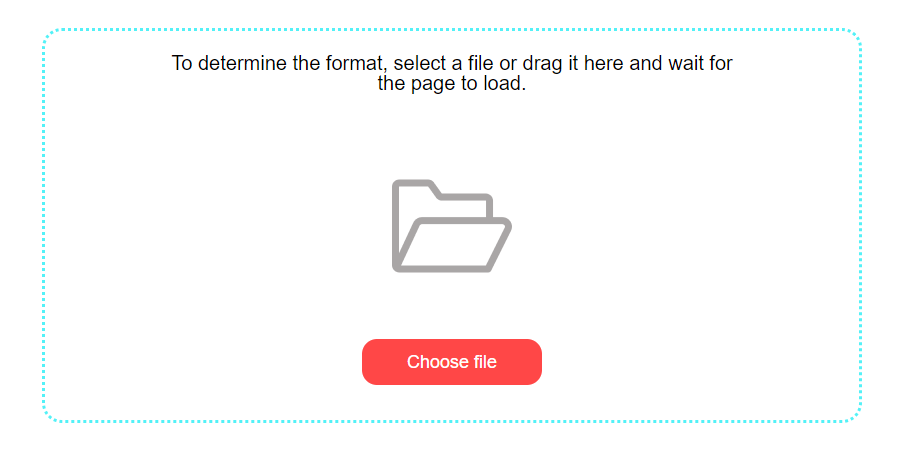 To determine the format, select a file or drag it here and wait for
the page to load.
Choose file